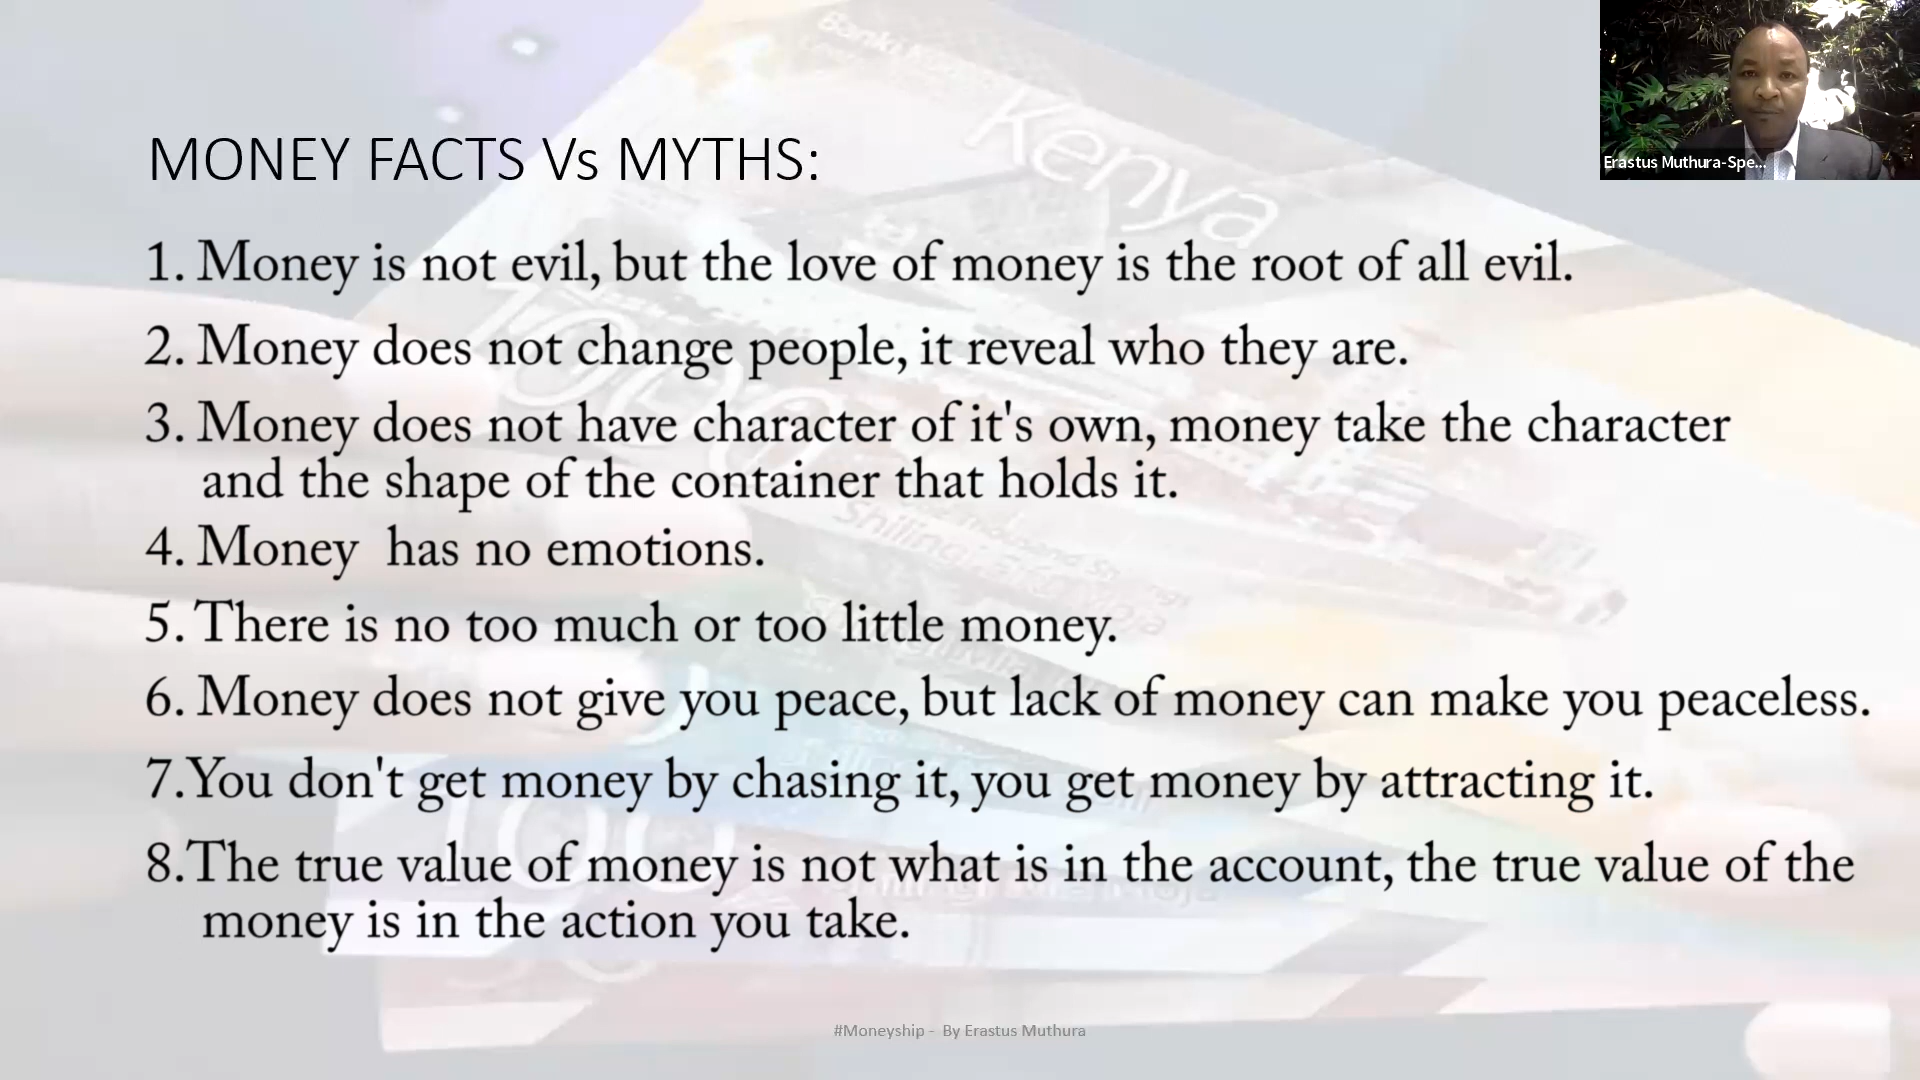 Banki
Kenya
MONEY FACTS Vs MYTHS:
Erastus Muthura-Spe...
1. Money is not evil, but the love of money is the root of all evil.
2. Money does not change people, it reveal who they are.
3. Money does not have character of it's own, money take the character
and the shape of the container that holds it.
4. Money  has no emotions.
5. There is no too much or too little money.
6. Money does not give you peace, but lack of money can make you peaceless.
7.You don't get money by chasing it, you get money by attracting it.
8.The true value of money is not what is in the account, the true value of the
money is in the action you take.
100
#Moneyship -  By Erastus Muthura